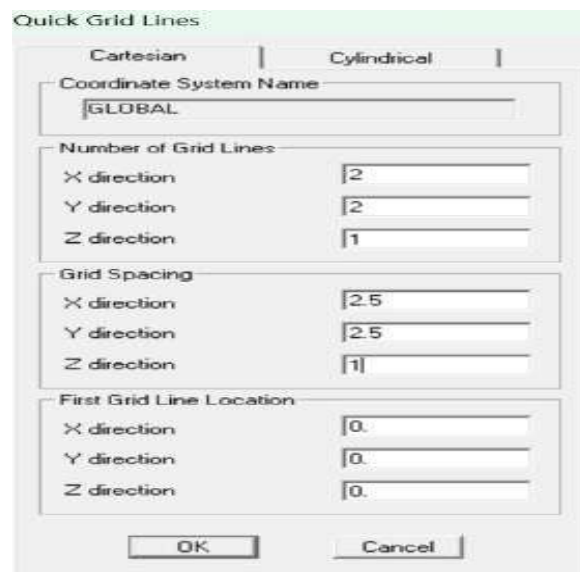 Quick Grid Lines
Cartesian Cylindrical
Coordinate System Name
GLOBAL
Number of Grid Lines
X direction 2
Y direction 2
Z direction 1
Grid Spacing
X direction 2.5
Y direction 2.5
Z direction 1
First Grid Line Location
X direction 0.
Y direction 0.
Z direction 0.
OK Cancel